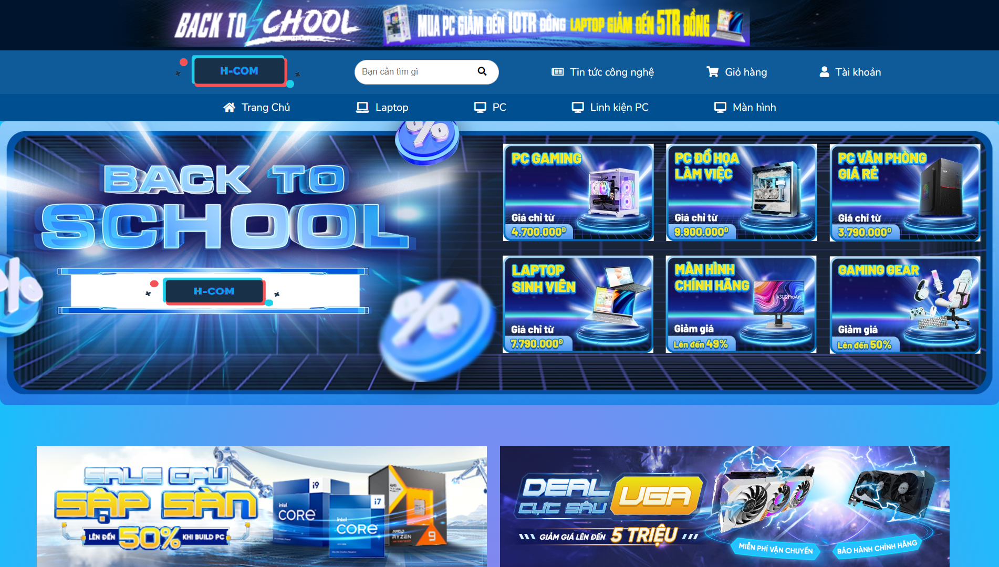 BACK TO SCHOOL
MUA PC GIẢM ĐẾN 10TR ĐỒNG LAPTOP GIẢM ĐẾN 5TR ĐỒNG
H-COM
Bạn cần tìm gì
Tin tức công nghệ
Giỏ hàng
Tài khoản
Trang Chủ
Laptop
PC
Linh kiện PC
Màn hình
BACK TO
SCHOOL
H-COM
PC GAMING
Giá chỉ từ
4.700.000Đ
PC ĐỒ HỌA
LÀM VIỆC
Giá chỉ từ
9.900.000Đ
PC VĂN PHÒNG
GIÁ RẺ
Giá chỉ từ
3.790.000Đ
LAPTOP
SINH VIÊN
Giá chỉ từ
7.790.000Đ
MÀN HÌNH
CHÍNH HÃNG
ASUS ProArt
Giảm giá
Lên đến 49%
GAMING GEAR
Giảm giá
Lên đến 50%
SALE CPU
SẬP SÀN
LÊN ĐẾN 50% KHI BUILD PC
i9
intel
CORE
i7
intel
CORE
AMD
RYZEN
9
DEAL
CỰC SÂU
VGA
GIẢM GIÁ LÊN ĐẾN 5 TRIỆU
MIỄN PHÍ VẬN CHUYỂN
BẢO HÀNH CHÍNH HÃNG